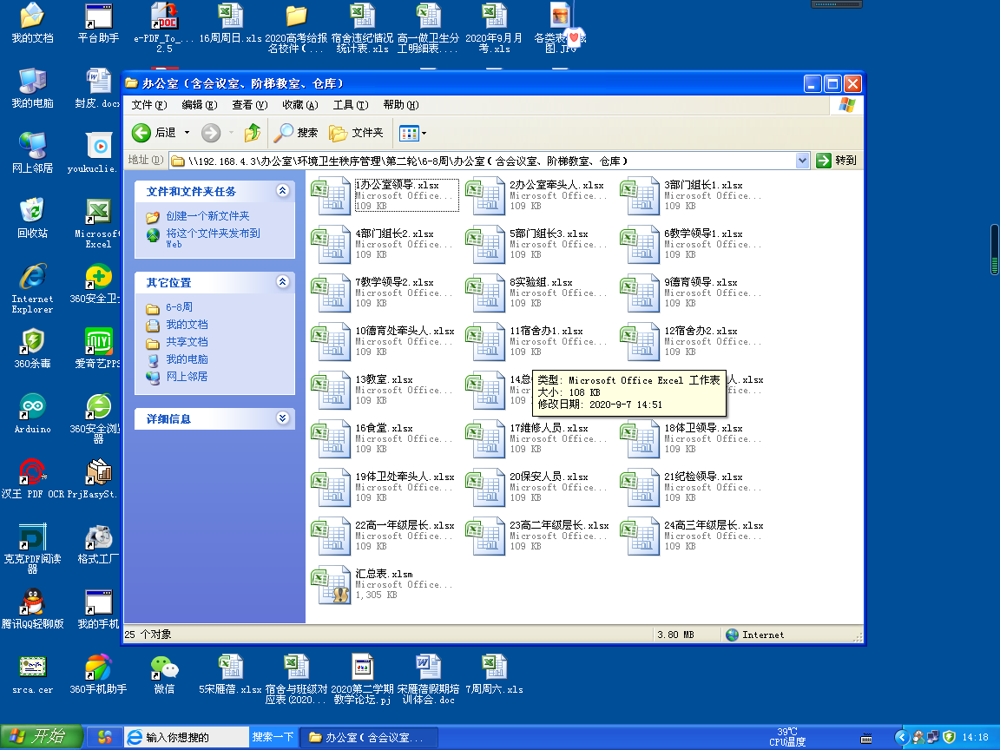 我的文档
平台助手
e-PDF_To_...
2.5
16周周日.xls
2020高考给报
名校件（...
宿舍违纪情况
统计表.xls
高一做卫生分
工明细表....
2020年9月月
考.xls
各类表
图.JPG
我的电脑
封皮.docx
网上邻居
youkuclie.
回收站
Microsoft
Excel
Internet
Explorer
360安全卫士
360杀毒
爱奇艺PPS
Arduino
360安全浏览
器
汉王 PDF OCR
PrjEasySt.
克克PDF阅读
器
格式工厂
腾讯QQ轻聊版
我的手机
办公室（含会议室、阶梯教室、仓库）
文件(F) 编辑(E) 查看(V) 收藏(A) 工具(T) 帮助(H)
后退 搜索 文件夹
地址(D) \\192.168.4.3\办公室\环境卫生秩序管理\第二轮\6-8周\办公室（含会议室、阶梯教室、仓库） 转到
文件和文件夹任务
创建一个新文件夹
将这个文件夹发布到
Web
其它位置
6-8周
我的文档
共享文档
我的电脑
网上邻居
详细信息
1办公室领导.xlsx
Microsoft Office...
109 KB
2办公室牵头人.xlsx
Microsoft Office...
109 KB
3部门组长1.xlsx
Microsoft Office...
109 KB
4部门组长2.xlsx
Microsoft Office...
109 KB
5部门组长3.xlsx
Microsoft Office...
109 KB
6教学领导1.xlsx
Microsoft Office...
109 KB
7教学领导2.xlsx
Microsoft Office...
109 KB
8实验组.xlsx
Microsoft Office...
109 KB
9德育领导.xlsx
Microsoft Office...
109 KB
10德育处牵头人.xlsx
Microsoft Office...
109 KB
11宿舍办1.xlsx
Microsoft Office...
109 KB
12宿舍办2.xlsx
Microsoft Office...
109 KB
13教室.xlsx
Microsoft Office...
109 KB
14总
Micr
109
人.xlsx
类型: Microsoft Office Excel 工作表
大小: 108 KB
修改日期: 2020-9-7 14:51
16食堂.xlsx
Microsoft Office...
109 KB
17维修人员.xlsx
Microsoft Office...
109 KB
18体卫领导.xlsx
Microsoft Office...
109 KB
19体卫处牵头人.xlsx
Microsoft Office...
109 KB
20保安人员.xlsx
Microsoft Office...
109 KB
21纪检领导.xlsx
Microsoft Office...
109 KB
22高一年级层长.xlsx
Microsoft Office...
109 KB
23高二年级层长.xlsx
Microsoft Office...
109 KB
24高三年级层长.xlsx
Microsoft Office...
109 KB
汇总表.xlsm
Microsoft Office...
1,305 KB
25 个对象 3.80 MB Internet
srca.cer
360手机助手
微信
5宋雁蓓.xlsx
宿舍与班级对
应表(2020...
2020第二学期
教学论坛.pj
宋雁蓓假期培
训体会.doc
7周周六.xls
开始 输入你想搜的 搜索一下 办公室（含会议室...
39℃
CPU温度
14:18